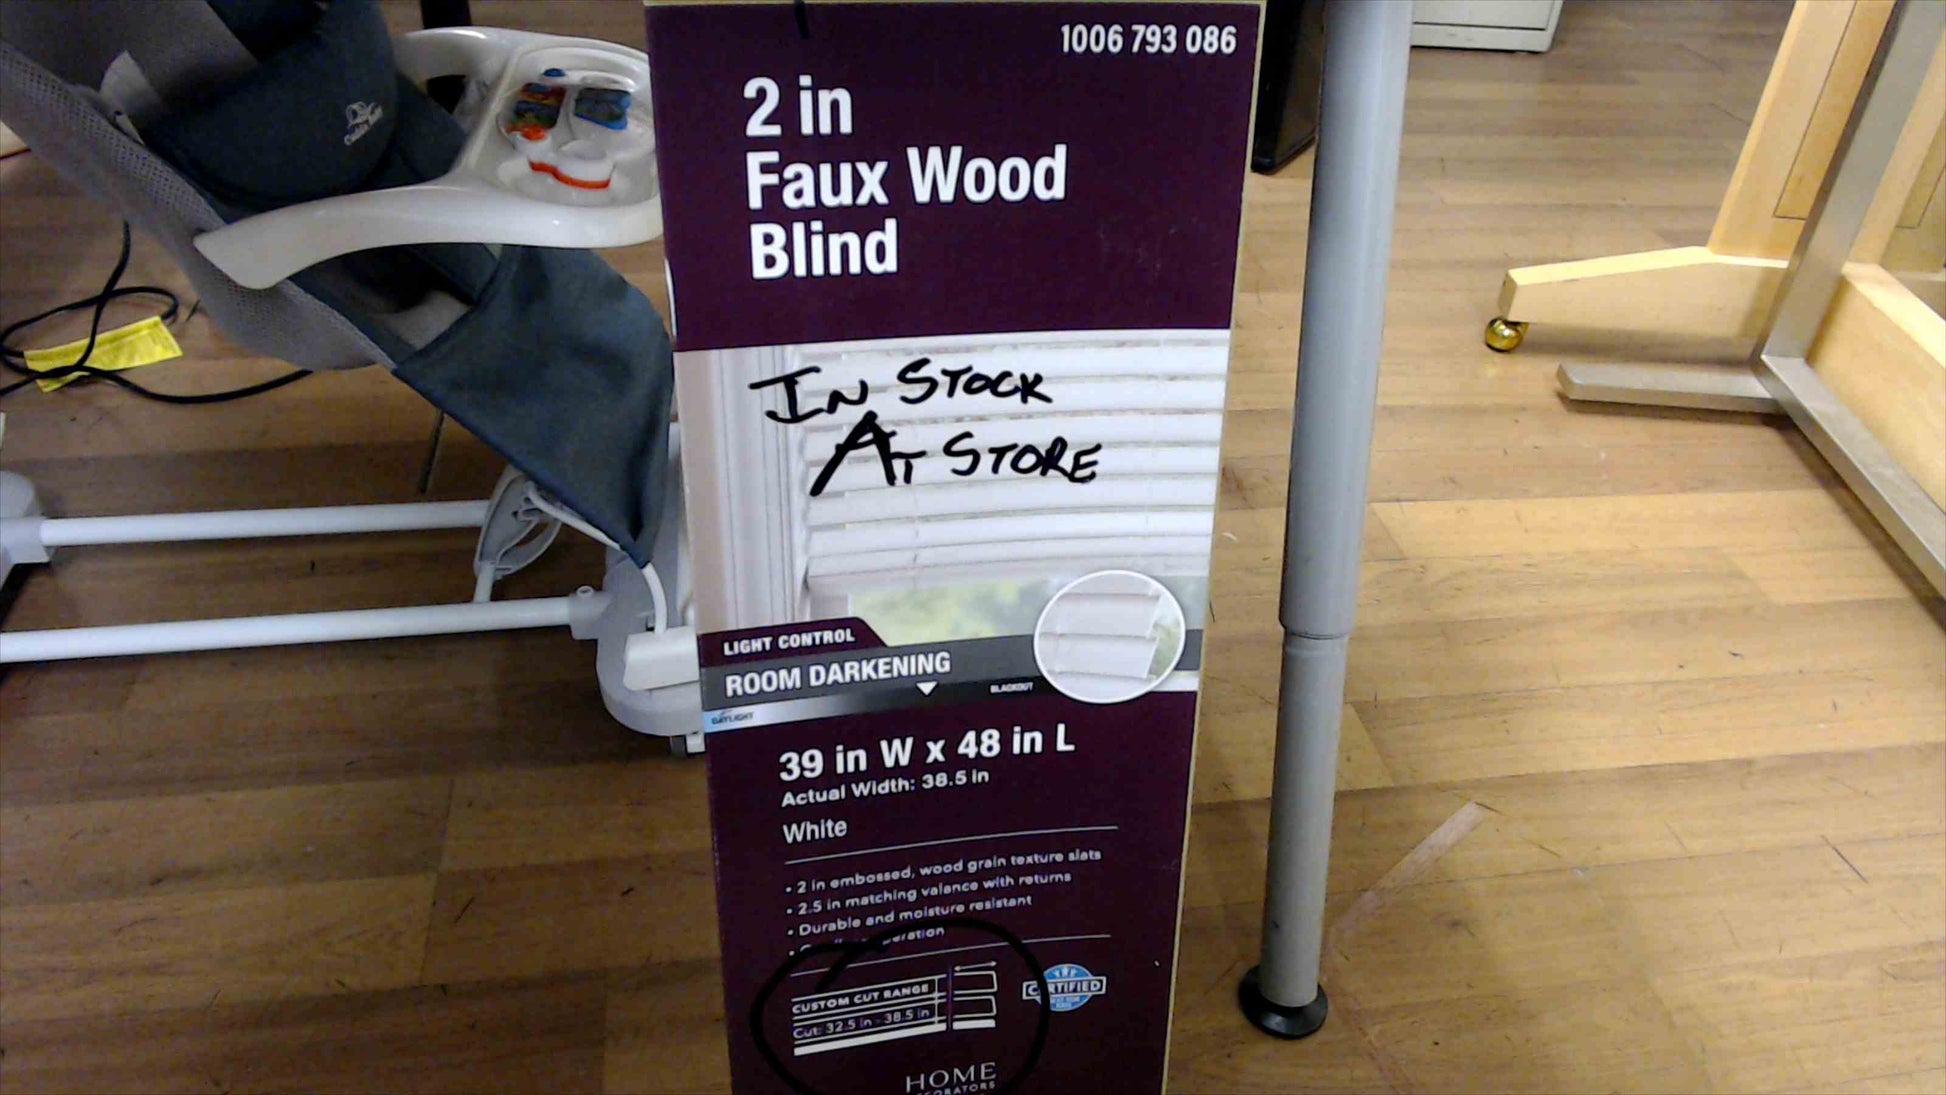 1006 793 086
2 in
Faux Wood
Blind
IN STOCK
AT STORE
LIGHT CONTROL
ROOM DARKENING
BLACKOUT
DAYLIGHT
39 in W x 48 in L
Actual Width: 38.5 in
White
• 2 in embossed, wood grain texture slats
• 2.5 in matching valance with returns
• Durable and moisture resistant
CUSTOM CUT RANGE
Cut: 32.5 in - 38.5 in
CERTIFIED
HOME